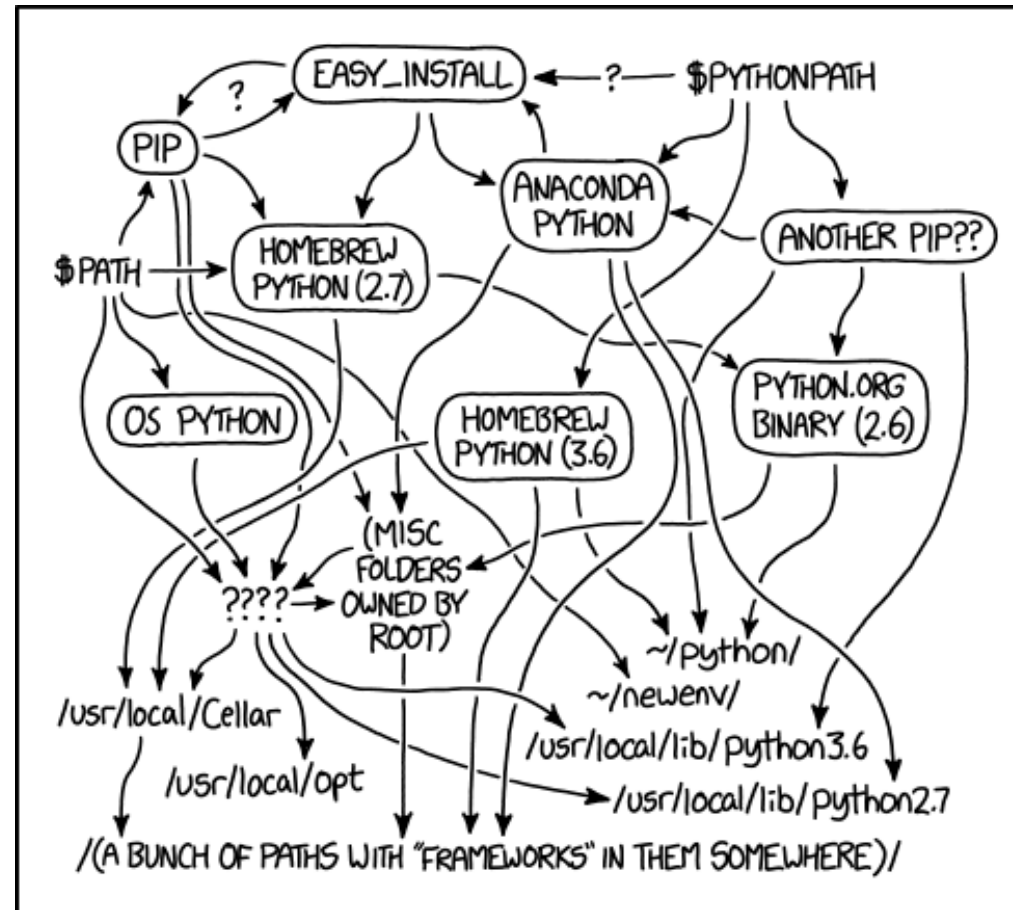 EASY_INSTALL
?
$PYTHONPATH
?
PIP
ANACONDA
PYTHON
ANOTHER PIP??
HOMEBREW
PYTHON (2.7)
$PATH
OS PYTHON
HOMEBREW
PYTHON (3.6)
PYTHON.ORG
BINARY (2.6)
(MISC
FOLDERS
OWNED BY
ROOT)
????
~/python/
~/newenv/
/usr/local/Cellar
/usr/local/lib/python3.6
/usr/local/opt
/usr/local/lib/python2.7
/(A BUNCH OF PATHS WITH "FRAMEWORKS" IN THEM SOMEWHERE)/